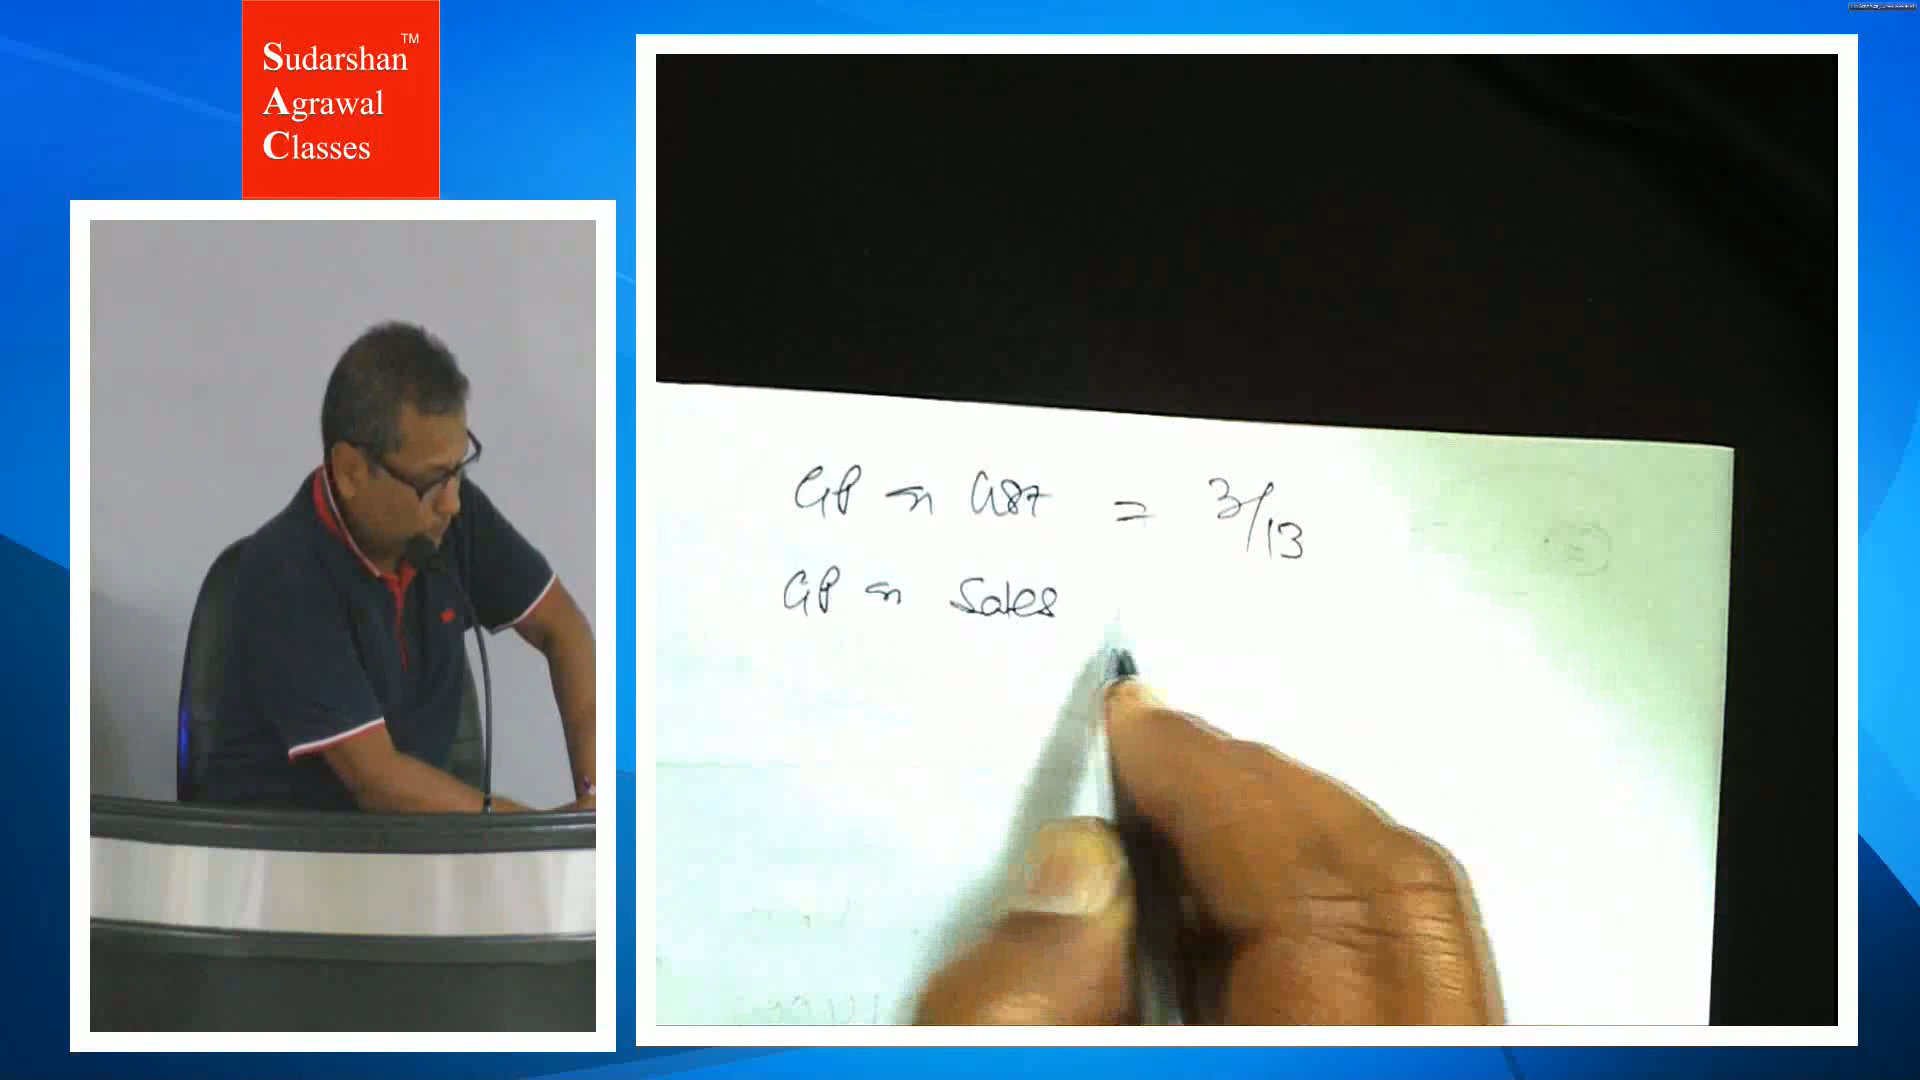 Sudarshan™
Agrawal
Classes
GP on Cost = 3/13
GP on Sales